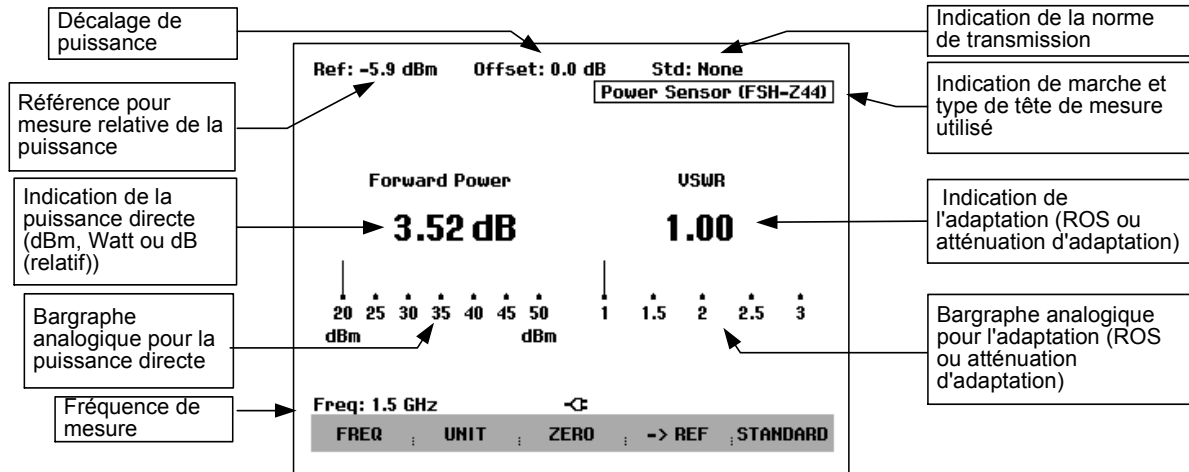 Décalage de
puissance
Indication de la norme
de transmission
Ref: -5.9 dBm Offset: 0.0 dB Std: None
Power Sensor (FSH-Z44)
Référence pour
mesure relative de la
puissance
Indication de marche et
type de tête de mesure
utilisé
Forward Power VSWR
3.52 dB 1.00
Indication de la
puissance directe
(dBm, Watt ou dB
(relatif))
Indication de
l'adaptation (ROS ou
atténuation d'adaptation)
20 25 30 35 40 45 50 1 1.5 2 2.5 3
dBm dBm
Bargraphe
analogique pour la
puissance directe
Bargraphe analogique
pour l'adaptation (ROS
ou atténuation
d'adaptation)
Fréquence de
mesure
Freq: 1.5 GHz
FREQ UNIT ZERO -> REF STANDARD